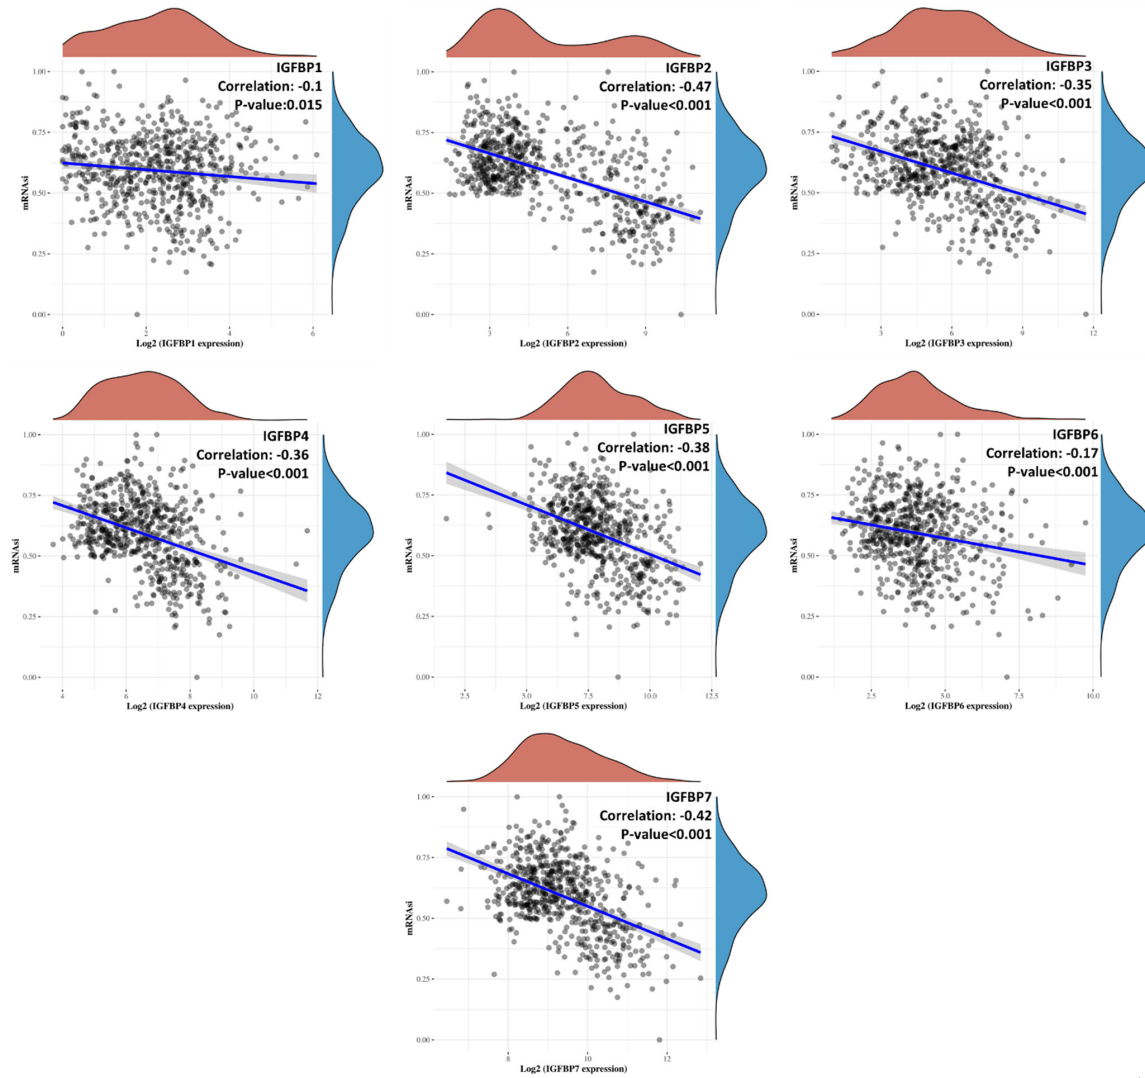 IGFBP1
Correlation: -0.1
P-value:0.015
mRNAsi
1.00
0.75
0.50
0.25
0.00
0
2
4
6
Log2 (IGFBP1 expression)
IGFBP2
Correlation: -0.47
P-value<0.001
mRNAsi
1.00
0.75
0.50
0.25
0.00
3
6
9
Log2 (IGFBP2 expression)
IGFBP3
Correlation: -0.35
P-value<0.001
mRNAsi
1.00
0.75
0.50
0.25
0.00
3
6
9
12
Log2 (IGFBP3 expression)
IGFBP4
Correlation: -0.36
P-value<0.001
mRNAsi
1.00
0.75
0.50
0.25
0.00
4
6
8
10
12
Log2 (IGFBP4 expression)
IGFBP5
Correlation: -0.38
P-value<0.001
mRNAsi
1.00
0.75
0.50
0.25
0.00
2.5
5.0
7.5
10.0
12.5
Log2 (IGFBP5 expression)
IGFBP6
Correlation: -0.17
P-value<0.001
mRNAsi
1.00
0.75
0.50
0.25
0.00
2.5
5.0
7.5
10.0
Log2 (IGFBP6 expression)
IGFBP7
Correlation: -0.42
P-value<0.001
mRNAsi
1.00
0.75
0.50
0.25
0.00
8
10
12
Log2 (IGFBP7 expression)